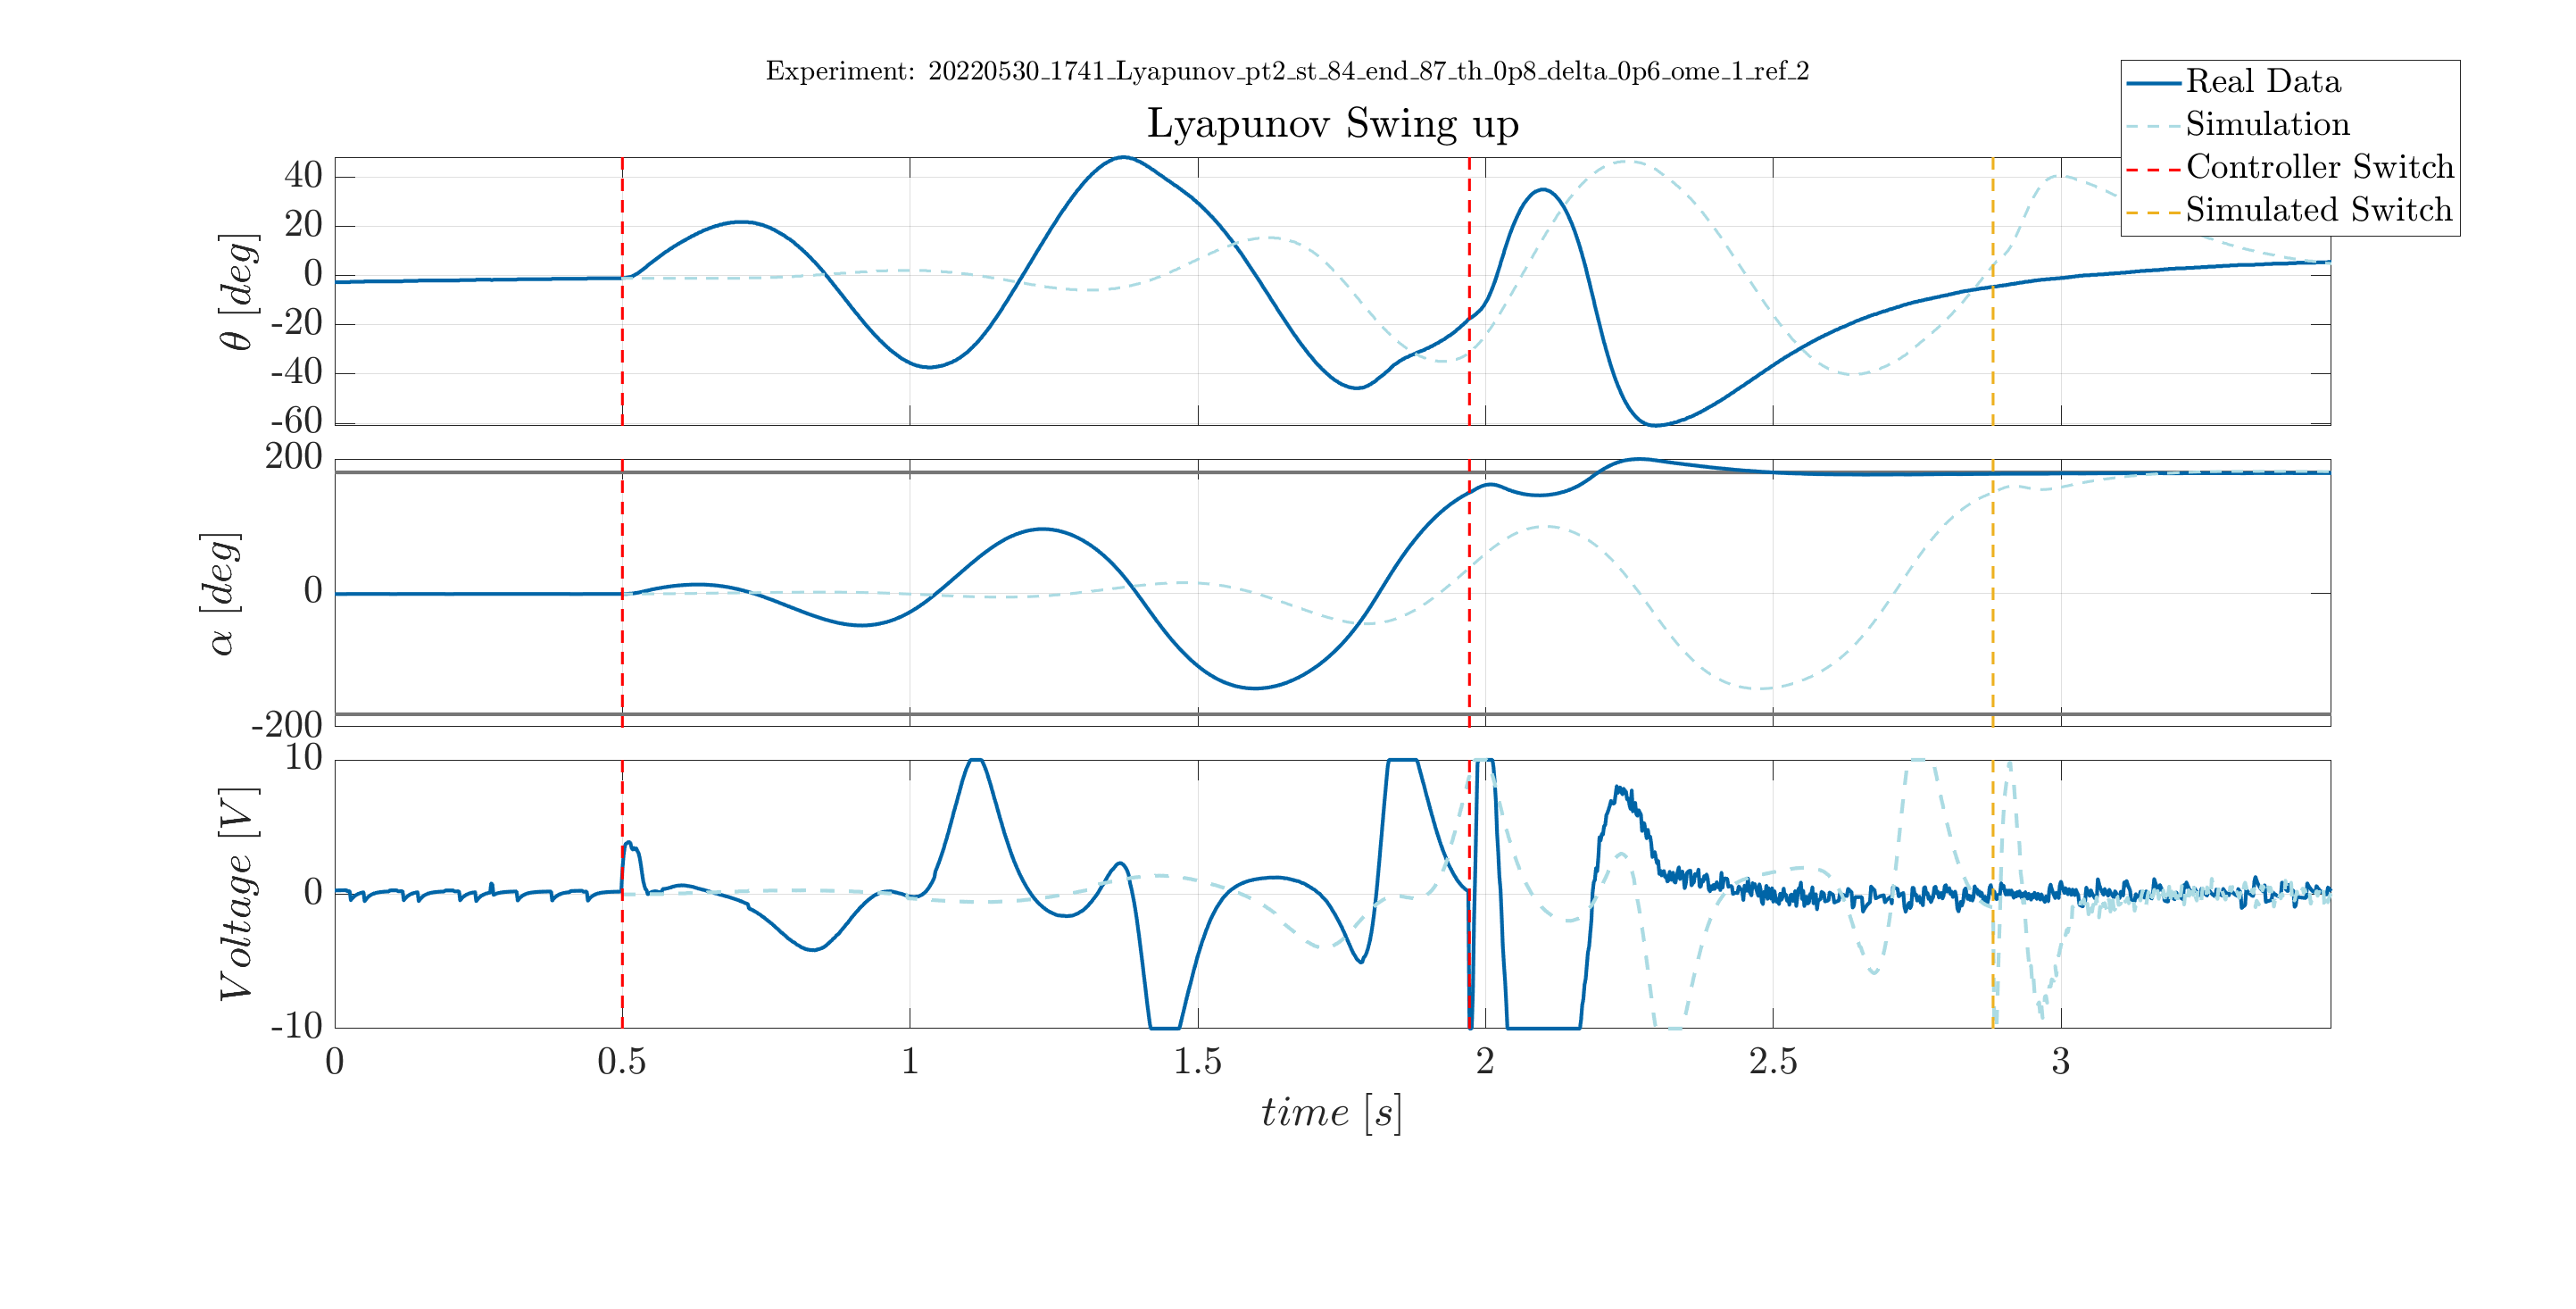 Experiment: 20220530_1741_Lyapunov_pt2_st_84_end_87_th_0p8_delta_0p6_ome_1_ref_2
Lyapunov Swing up
Real Data
Simulation
Controller Switch
Simulated Switch
40
20
0
-20
-40
-60
θ [deg]
200
0
-200
α [deg]
10
0
-10
Voltage [V]
0
0.5
1
1.5
2
2.5
3
time [s]